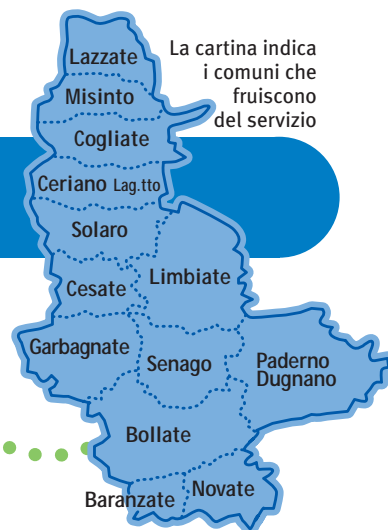 La cartina indica
i comuni che
fruiscono
del servizio
Lazzate
Misinto
Cogliate
Ceriano Lag.tto
Solaro
Limbiate
Cesate
Garbagnate
Senago
Paderno
Dugnano
Bollate
Baranzate
Novate